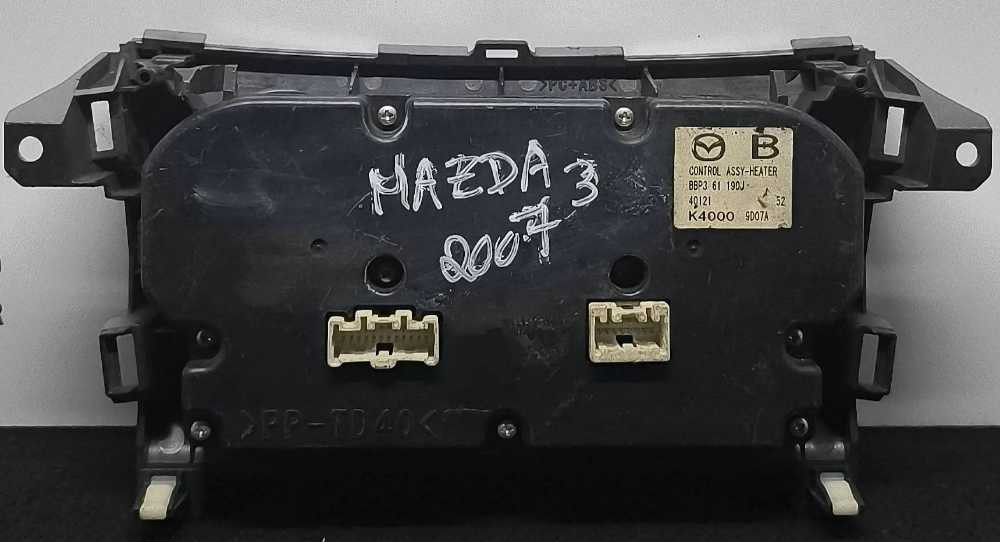 >PC+ABS<
B
CONTROL ASSY-HEATER
BBP3 61 190J
40121 52
K4000 9D07A
MAZDA 3
2007
>PP-TD40<